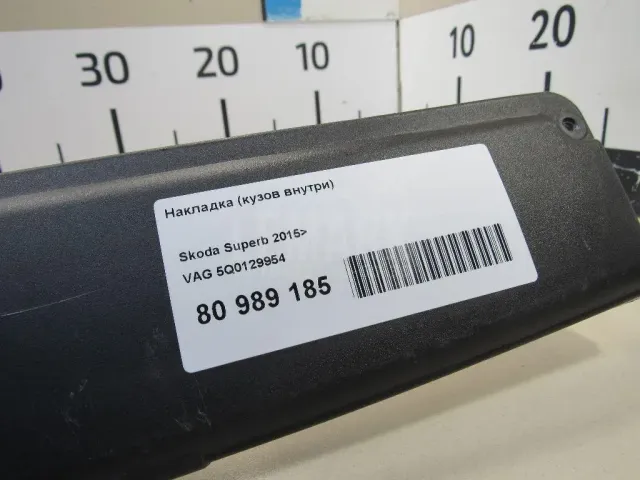 30 20 10 10 20
Накладка (кузов внутри)
Skoda Superb 2015>
VAG 5Q0129954
80 989 185